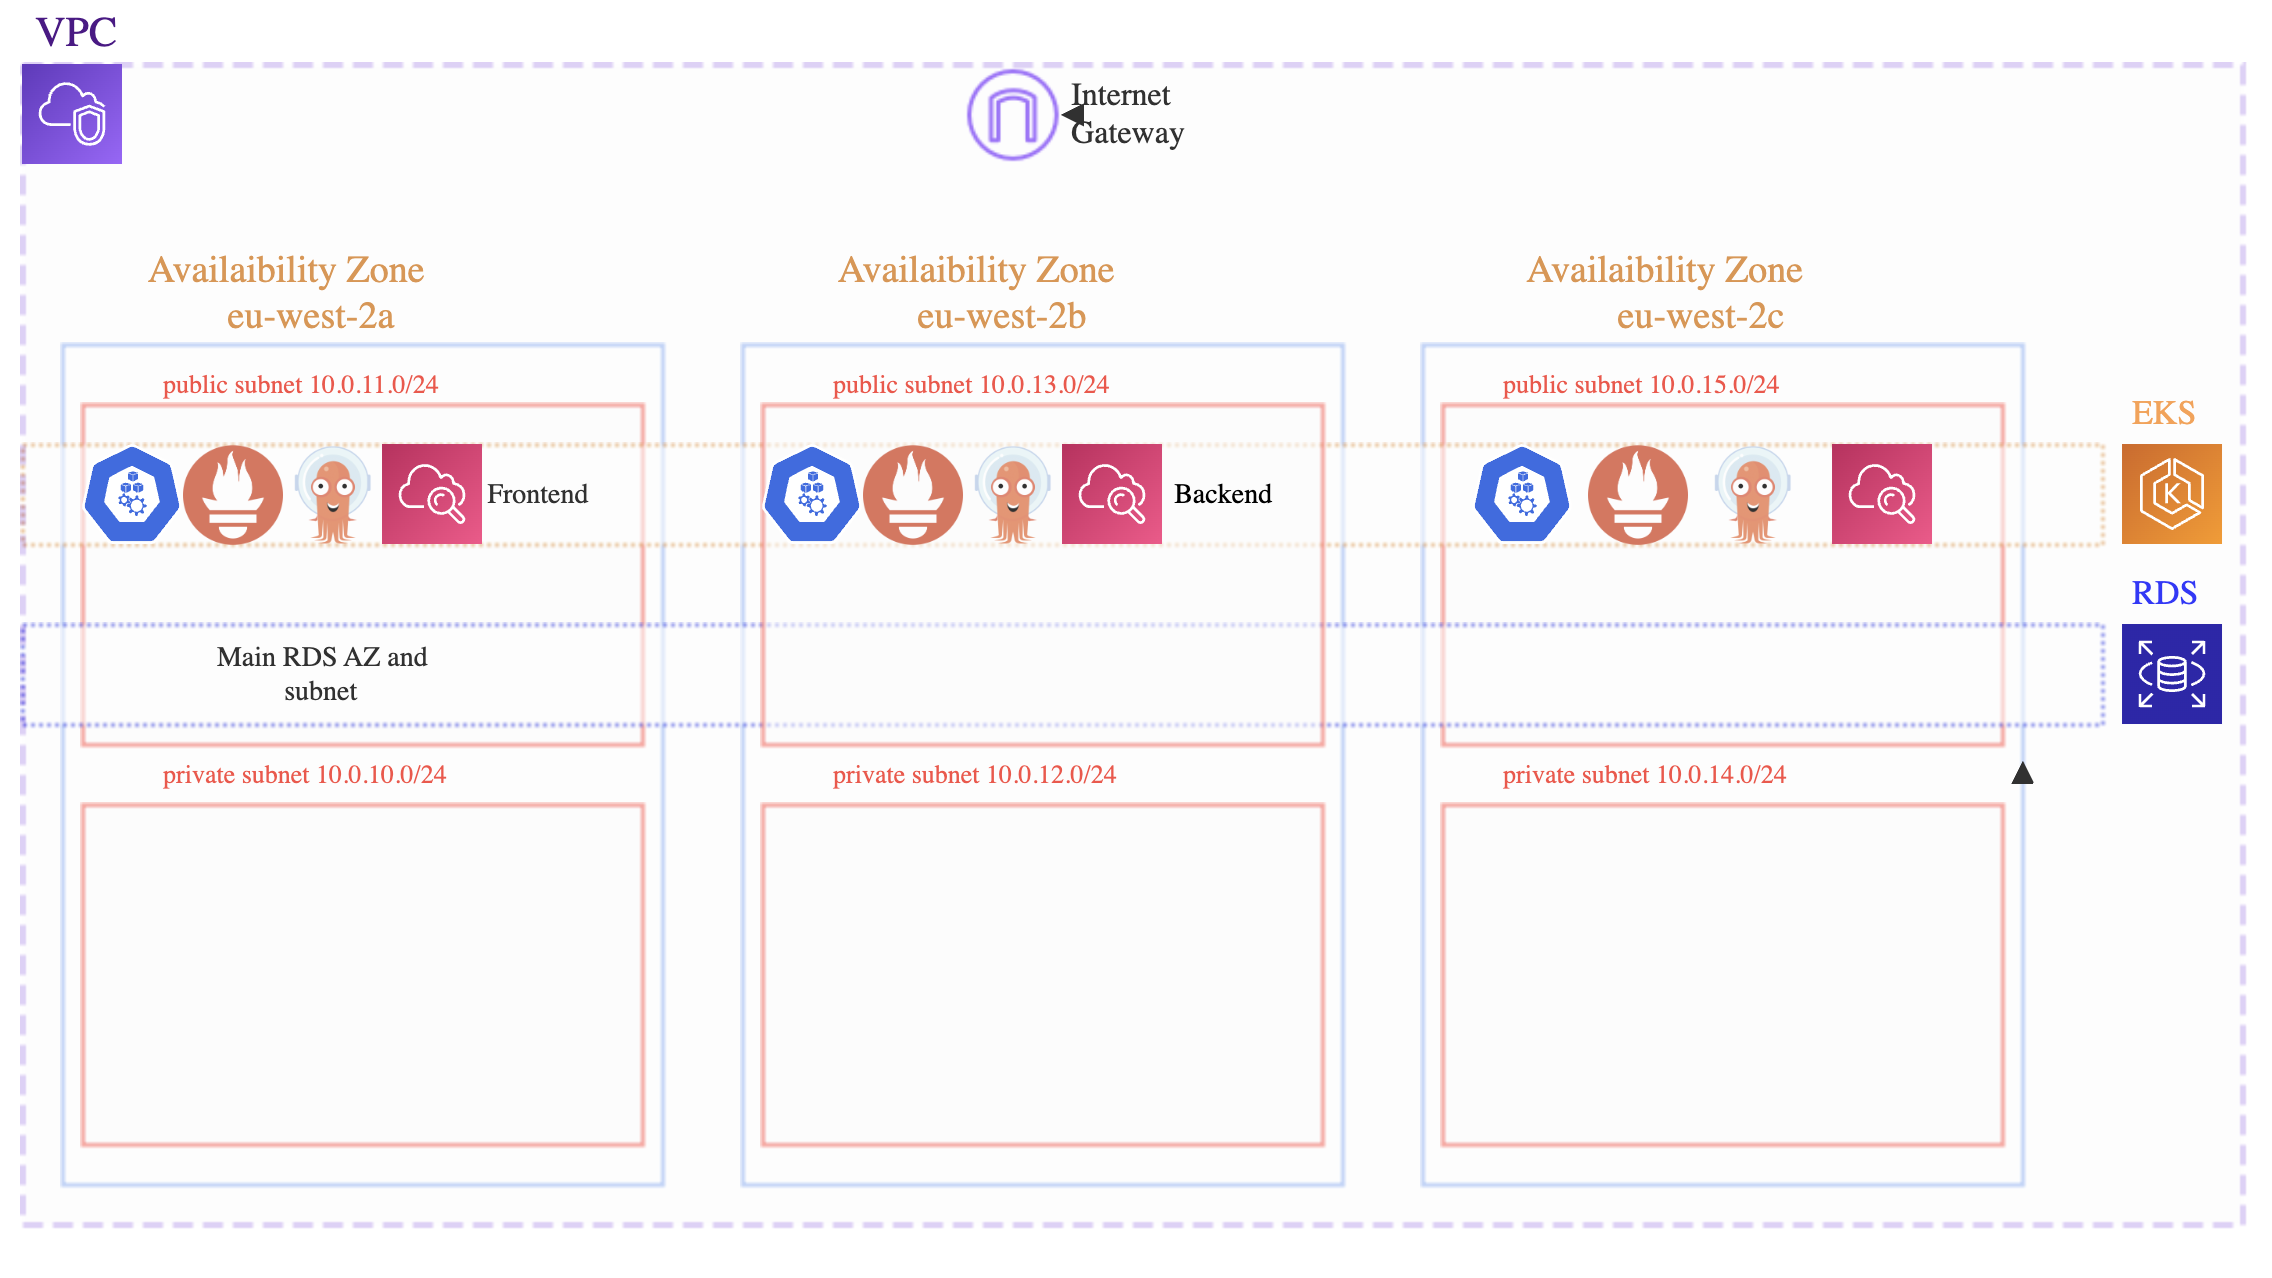 VPC
Internet
Gateway
Availaibility Zone
eu-west-2a
Availaibility Zone
eu-west-2b
Availaibility Zone
eu-west-2c
public subnet 10.0.11.0/24
public subnet 10.0.13.0/24
public subnet 10.0.15.0/24
EKS
Frontend
Backend
K
RDS
Main RDS AZ and
subnet
private subnet 10.0.10.0/24
private subnet 10.0.12.0/24
private subnet 10.0.14.0/24